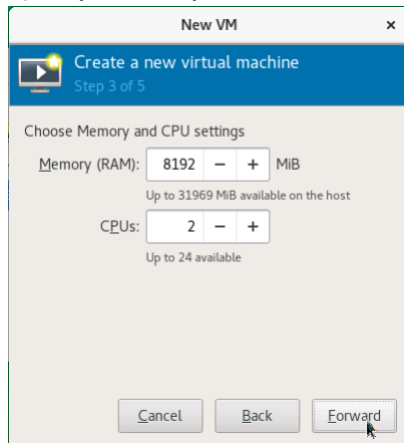 New VM ×
Create a new virtual machine
Step 3 of 5
Choose Memory and CPU settings
Memory (RAM): 8192 − + MiB
Up to 31969 MiB available on the host
CPUs: 2 − +
Up to 24 available
Cancel Back Forward